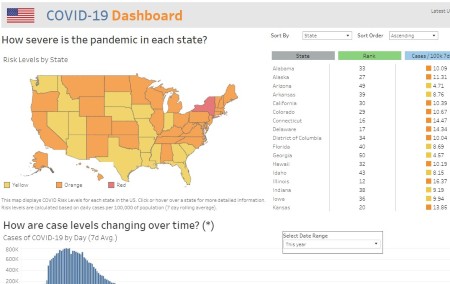 COVID-19 Dashboard
Latest U
How severe is the pandemic in each state?
Sort By State Sort Order Ascending
Risk Levels by State
State Rank Cases / 100k 7d
Alabama 33 10.09
Alaska 27 11.31
Arizona 49 4.71
Arkansas 39 8.76
California 30 10.39
Colorado 29 10.67
Connecticut 16 14.47
Delaware 17 14.34
District of Columbia 34 10.04
Florida 40 8.69
Georgia 50 4.67
Hawaii 32 10.19
Idaho 43 8.15
Illinois 12 16.37
Indiana 38 9.19
Iowa 36 9.94
Kansas 20 13.85
Yellow Orange Red
This map displays COVID Risk Levels for each state in the US. Click or hover over a state for more detailed information.
Risk levels are calculated based on daily cases per 100,000 of population (7 day rolling average).
How are case levels changing over time? (*)
Cases of COVID-19 by Day (7d Avg.)
Select Date Range
This year
800K
600K
400K
200K